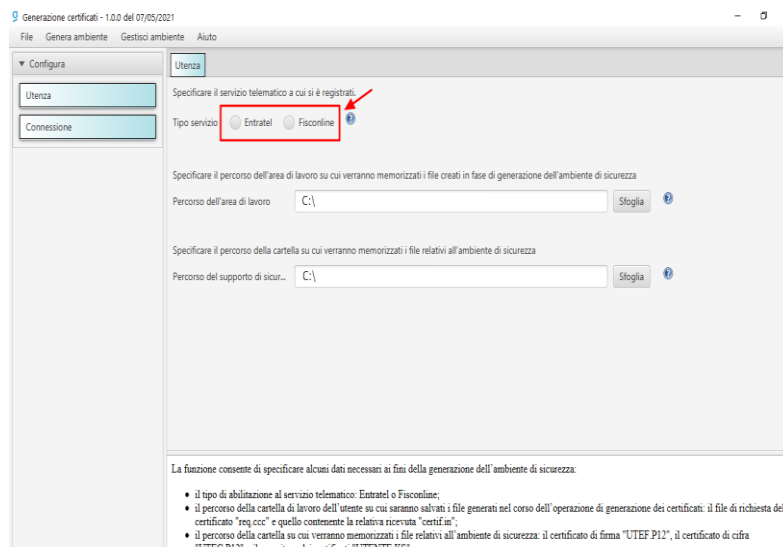 Generazione certificati - 1.0.0 del 07/05/2021
File Genera ambiente Gestisci ambiente Aiuto
Configura
Utenza
Connessione
Utenza
Specificare il servizio telematico a cui si è registrati.
Tipo servizio Entratel Fisconline
Specificare il percorso dell'area di lavoro su cui verranno memorizzati i file creati in fase di generazione dell'ambiente di sicurezza
Percorso dell'area di lavoro C:\ Sfoglia
Specificare il percorso della cartella su cui verranno memorizzati i file relativi all'ambiente di sicurezza
Percorso del supporto di sicur... C:\ Sfoglia
La funzione consente di specificare alcuni dati necessari ai fini della generazione dell'ambiente di sicurezza:
• il tipo di abilitazione al servizio telematico: Entratel o Fisconline;
• il percorso della cartella di lavoro dell'utente su cui saranno salvati i file generati nel corso dell'operazione di generazione dei certificati: il file di richiesta del
certificato "req.ccc" e quello contenente la relativa ricevuta "certif.in";
• il percorso della cartella su cui verranno memorizzati i file relativi all'ambiente di sicurezza: il certificato di firma "UTEF.P12", il certificato di cifra